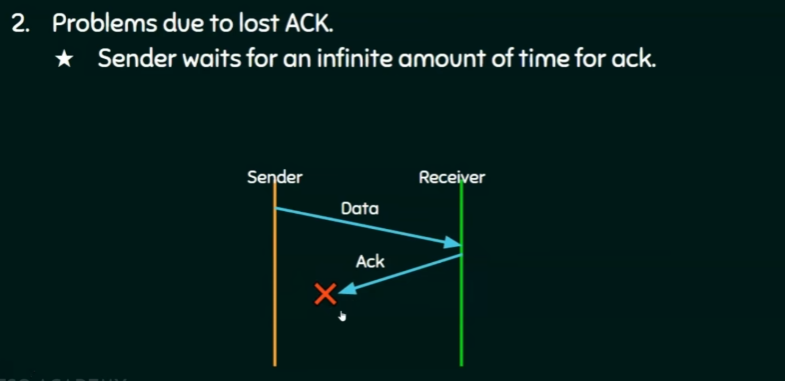 2. Problems due to lost ACK.
★ Sender waits for an infinite amount of time for ack.
Sender Receiver
Data
Ack